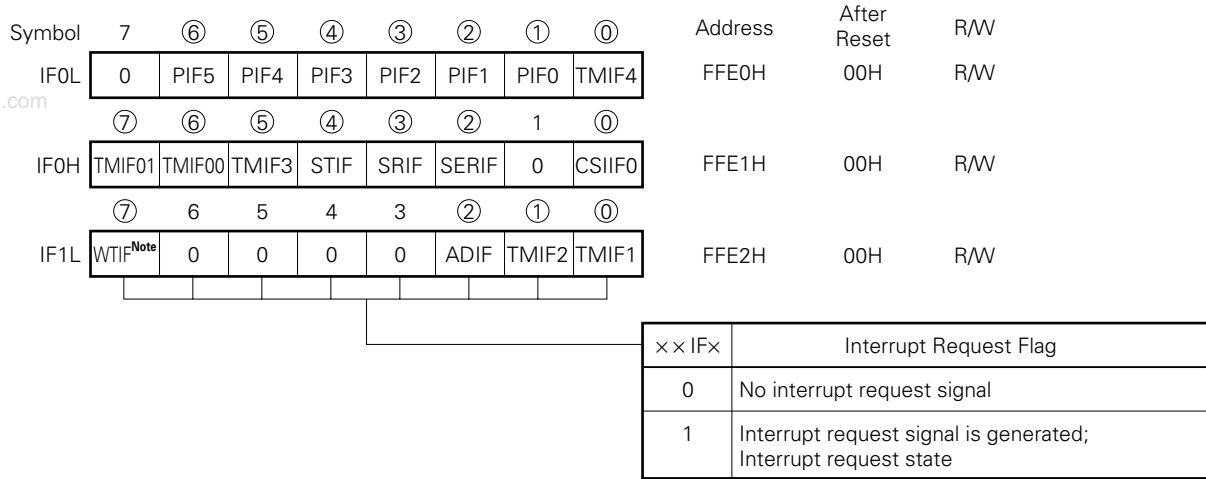 Symbol 7 ⑥ ⑤ ④ ③ ② ① ⓪ Address After Reset R/W
IF0L 0 PIF5 PIF4 PIF3 PIF2 PIF1 PIF0 TMIF4 FFE0H 00H R/W
.com
⑦ ⑥ ⑤ ④ ③ ② 1 ⓪
IF0H TMIF01 TMIF00 TMIF3 STIF SRIF SERIF 0 CSIIF0 FFE1H 00H R/W
⑦ 6 5 4 3 ② ① ⓪
IF1L WTIF Note 0 0 0 0 ADIF TMIF2 TMIF1 FFE2H 00H R/W
××IF× Interrupt Request Flag
0 No interrupt request signal
1 Interrupt request signal is generated;
Interrupt request state